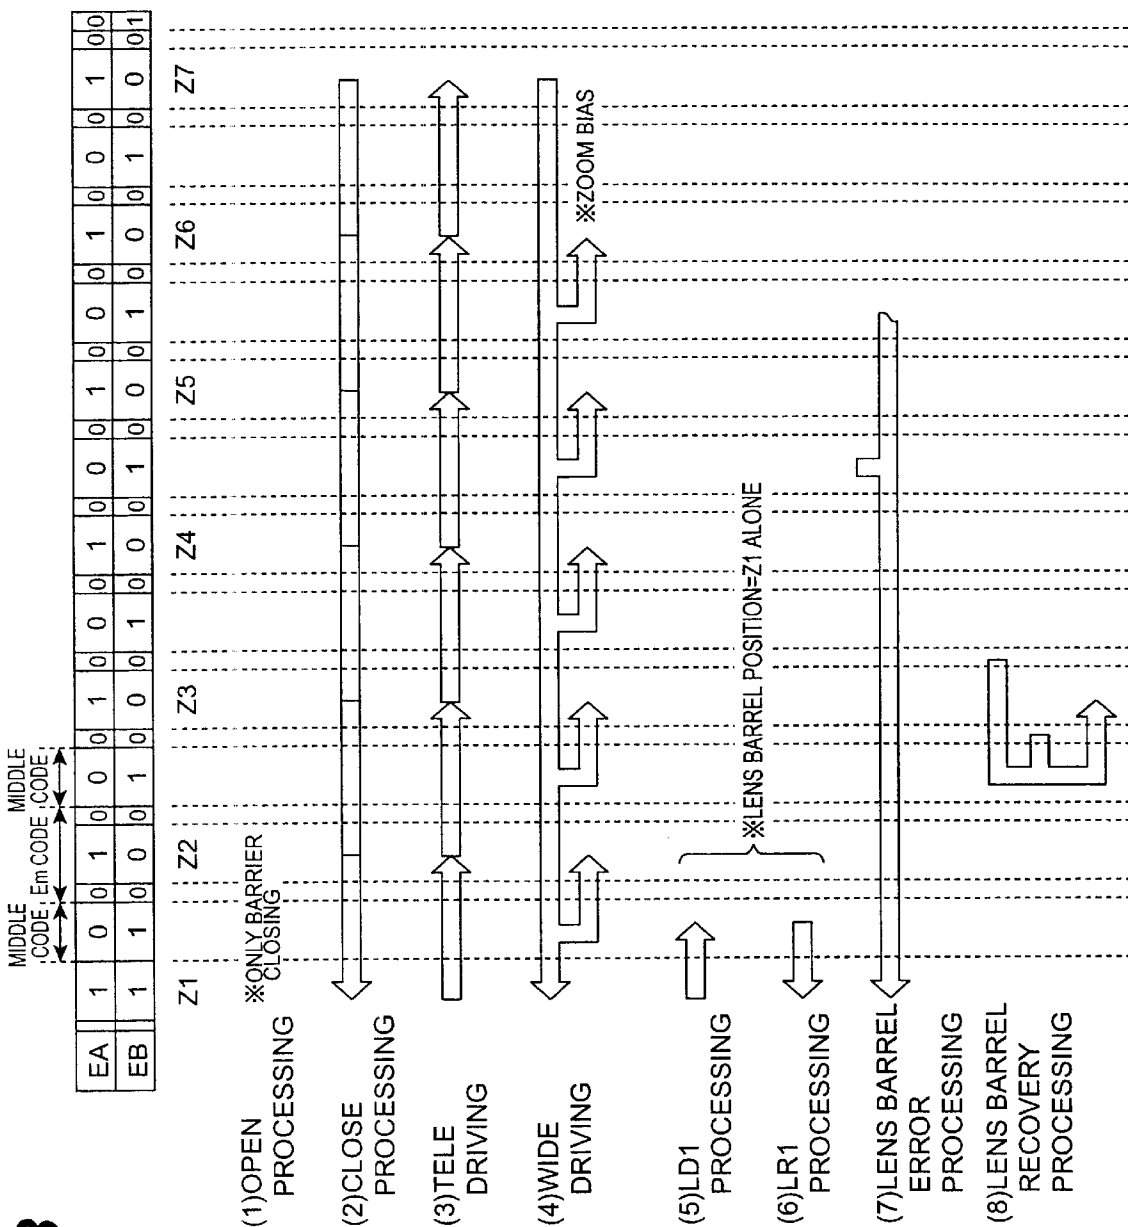 MIDDLE CODE
Em CODE
MIDDLE CODE
EA 1 0 0 1 0 0 0 1 0 0 0 1 0 0 0 1 0 0 0 1 0 0 0 1 0 0
EB 1 1 0 0 0 1 0 0 0 1 0 0 0 1 0 0 0 1 0 0 0 1 0 0 0 1
Z1 Z2 Z3 Z4 Z5 Z6 Z7
(1)OPEN
PROCESSING
※ONLY BARRIER
CLOSING
(2)CLOSE
PROCESSING
(3)TELE
DRIVING
(4)WIDE
DRIVING
※ZOOM BIAS
(5)LD1
PROCESSING
(6)LR1
PROCESSING
※LENS BARREL POSITION=Z1 ALONE
(7)LENS BARREL
ERROR
PROCESSING
(8)LENS BARREL
RECOVERY
PROCESSING